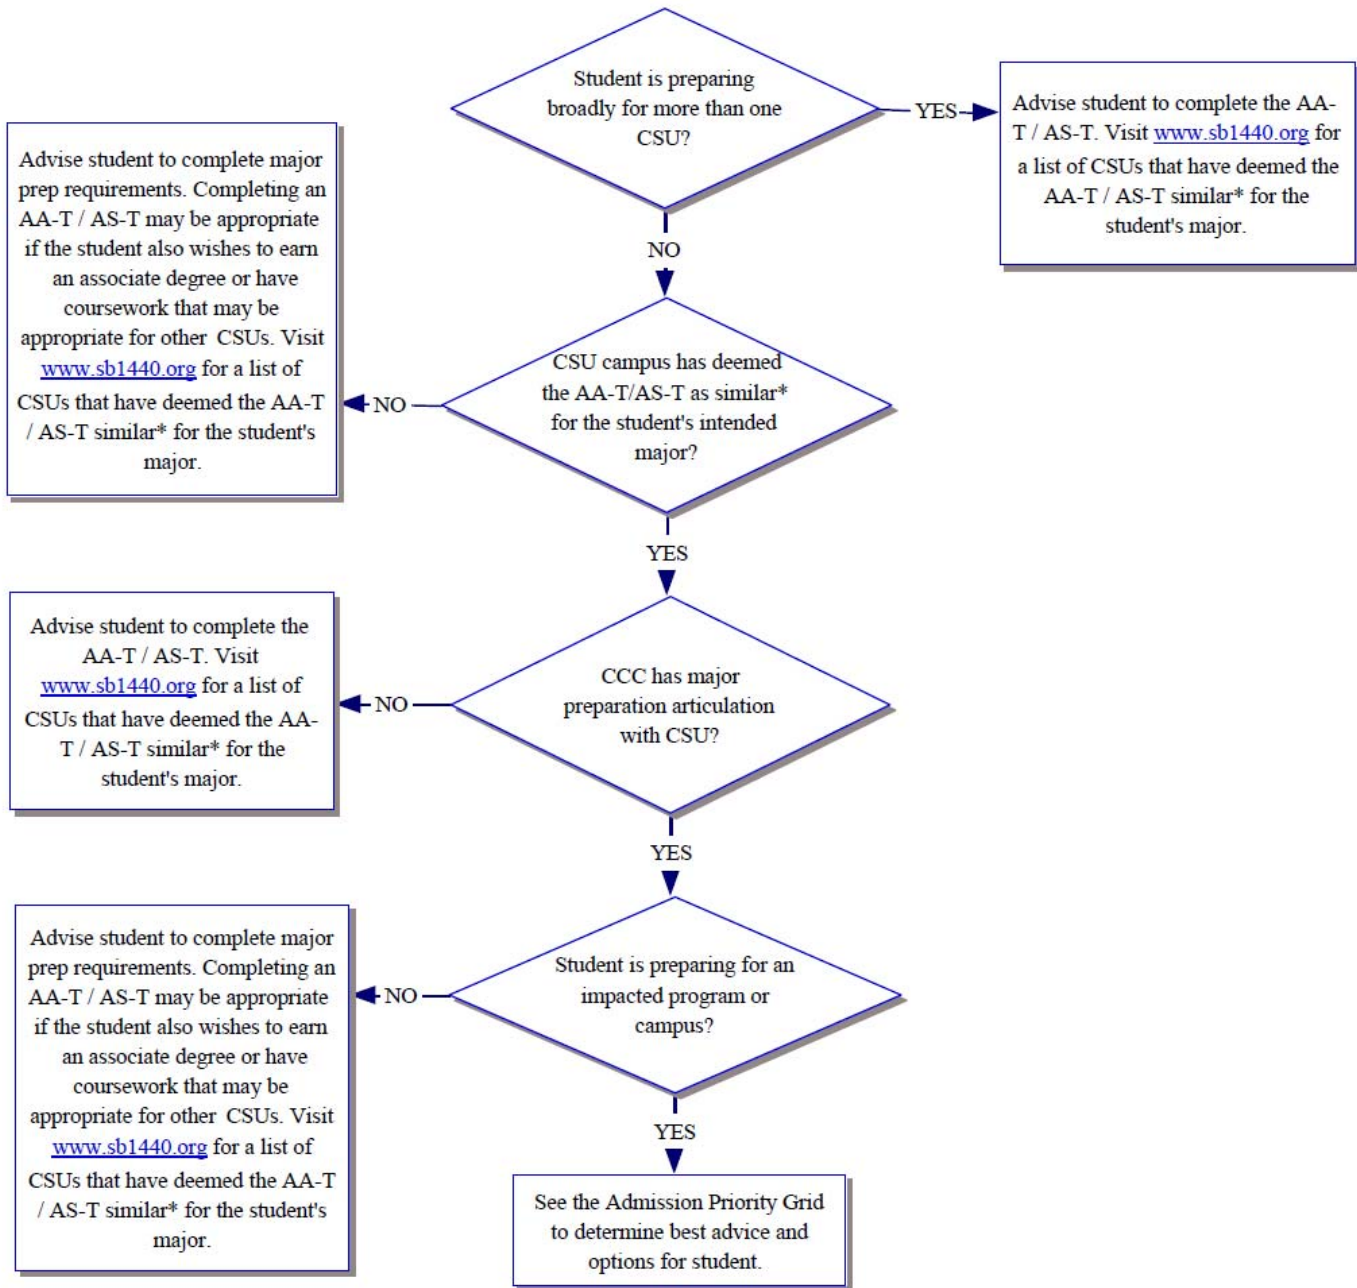 Student is preparing
broadly for more than one
CSU?
YES
Advise student to complete the AA-
T / AS-T. Visit www.sb1440.org for
a list of CSUs that have deemed the
AA-T / AS-T similar* for the
student's major.
NO
CSU campus has deemed
the AA-T/AS-T as similar*
for the student's intended
major?
NO
Advise student to complete major
prep requirements. Completing an
AA-T / AS-T may be appropriate
if the student also wishes to earn
an associate degree or have
coursework that may be
appropriate for other CSUs. Visit
www.sb1440.org for a list of
CSUs that have deemed the AA-T
/ AS-T similar* for the student's
major.
YES
CCC has major
preparation articulation
with CSU?
NO
Advise student to complete the
AA-T / AS-T. Visit
www.sb1440.org for a list of
CSUs that have deemed the AA-
T / AS-T similar* for the
student's major.
YES
Student is preparing for an
impacted program or
campus?
NO
Advise student to complete major
prep requirements. Completing an
AA-T / AS-T may be appropriate
if the student also wishes to earn
an associate degree or have
coursework that may be
appropriate for other CSUs. Visit
www.sb1440.org for a list of
CSUs that have deemed the AA-T
/ AS-T similar* for the student's
major.
YES
See the Admission Priority Grid
to determine best advice and
options for student.